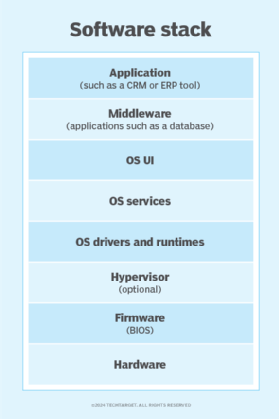 Software stack
Application
(such as a CRM or ERP tool)
Middleware
(applications such as a database)
OS UI
OS services
OS drivers and runtimes
Hypervisor
(optional)
Firmware
(BIOS)
Hardware
©2024 TECHTARGET, ALL RIGHTS RESERVED